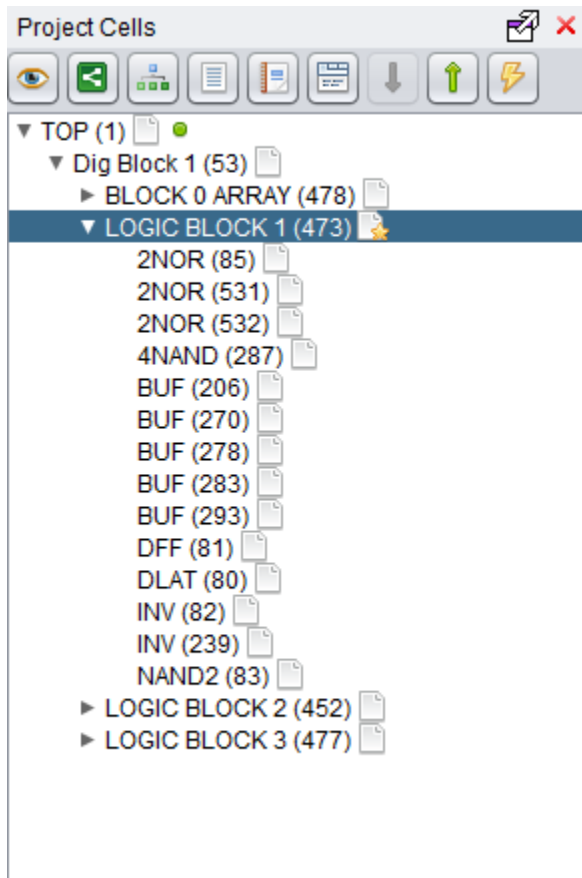 Project Cells
TOP (1)
Dig Block 1 (53)
BLOCK 0 ARRAY (478)
LOGIC BLOCK 1 (473)
2NOR (85)
2NOR (531)
2NOR (532)
4NAND (287)
BUF (206)
BUF (270)
BUF (278)
BUF (283)
BUF (293)
DFF (81)
DLAT (80)
INV (82)
INV (239)
NAND2 (83)
LOGIC BLOCK 2 (452)
LOGIC BLOCK 3 (477)